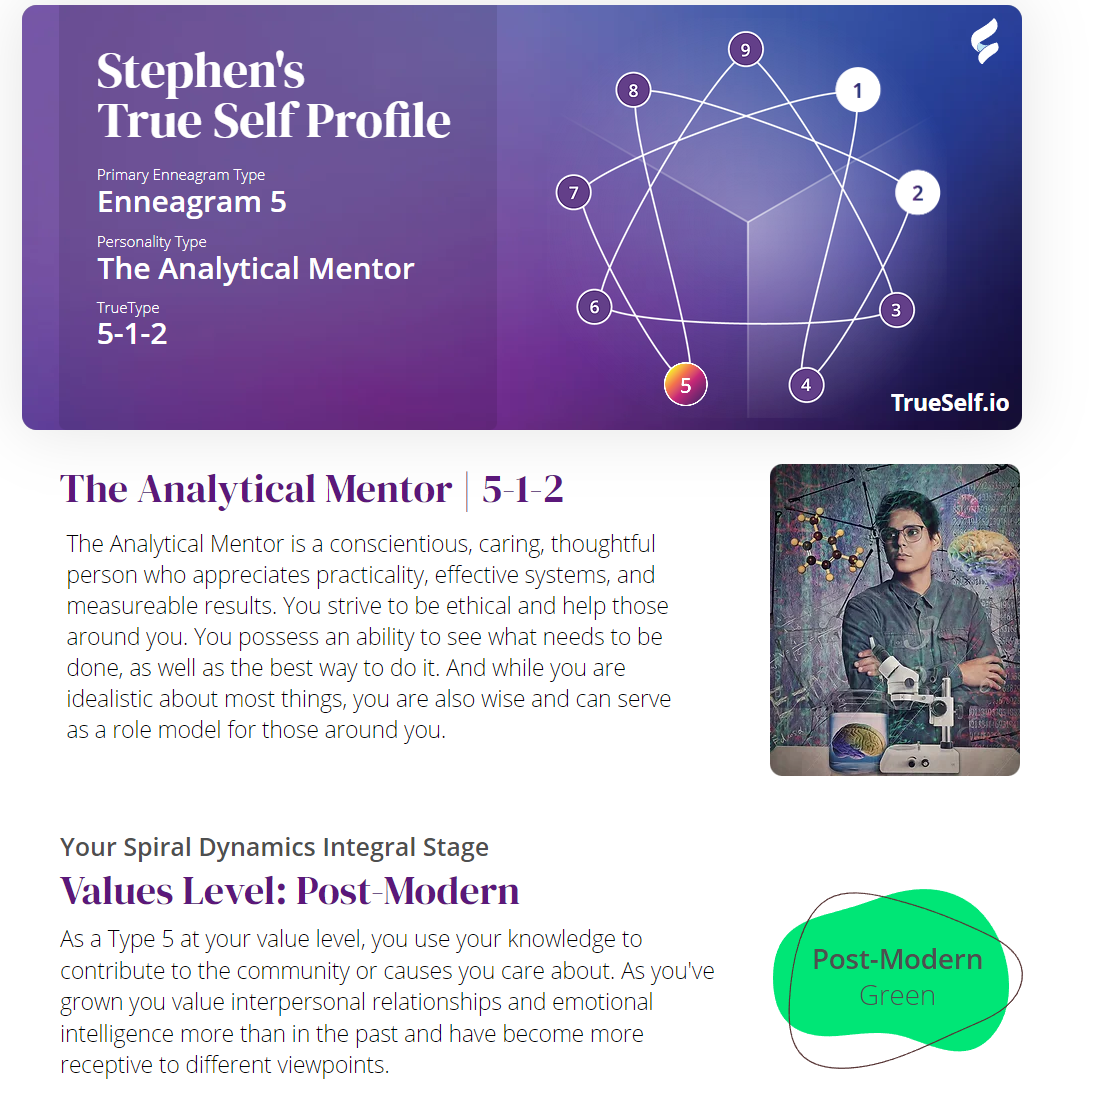 Stephen's
True Self Profile
Primary Enneagram Type
Enneagram 5
Personality Type
The Analytical Mentor
TrueType
5-1-2
9
8
1
7
2
6
3
5
4
TrueSelf.io
The Analytical Mentor | 5-1-2
The Analytical Mentor is a conscientious, caring, thoughtful
person who appreciates practicality, effective systems, and
measureable results. You strive to be ethical and help those
around you. You possess an ability to see what needs to be
done, as well as the best way to do it. And while you are
idealistic about most things, you are also wise and can serve
as a role model for those around you.
Your Spiral Dynamics Integral Stage
Values Level: Post-Modern
As a Type 5 at your value level, you use your knowledge to
contribute to the community or causes you care about. As you've
grown you value interpersonal relationships and emotional
intelligence more than in the past and have become more
receptive to different viewpoints.
Post-Modern
Green